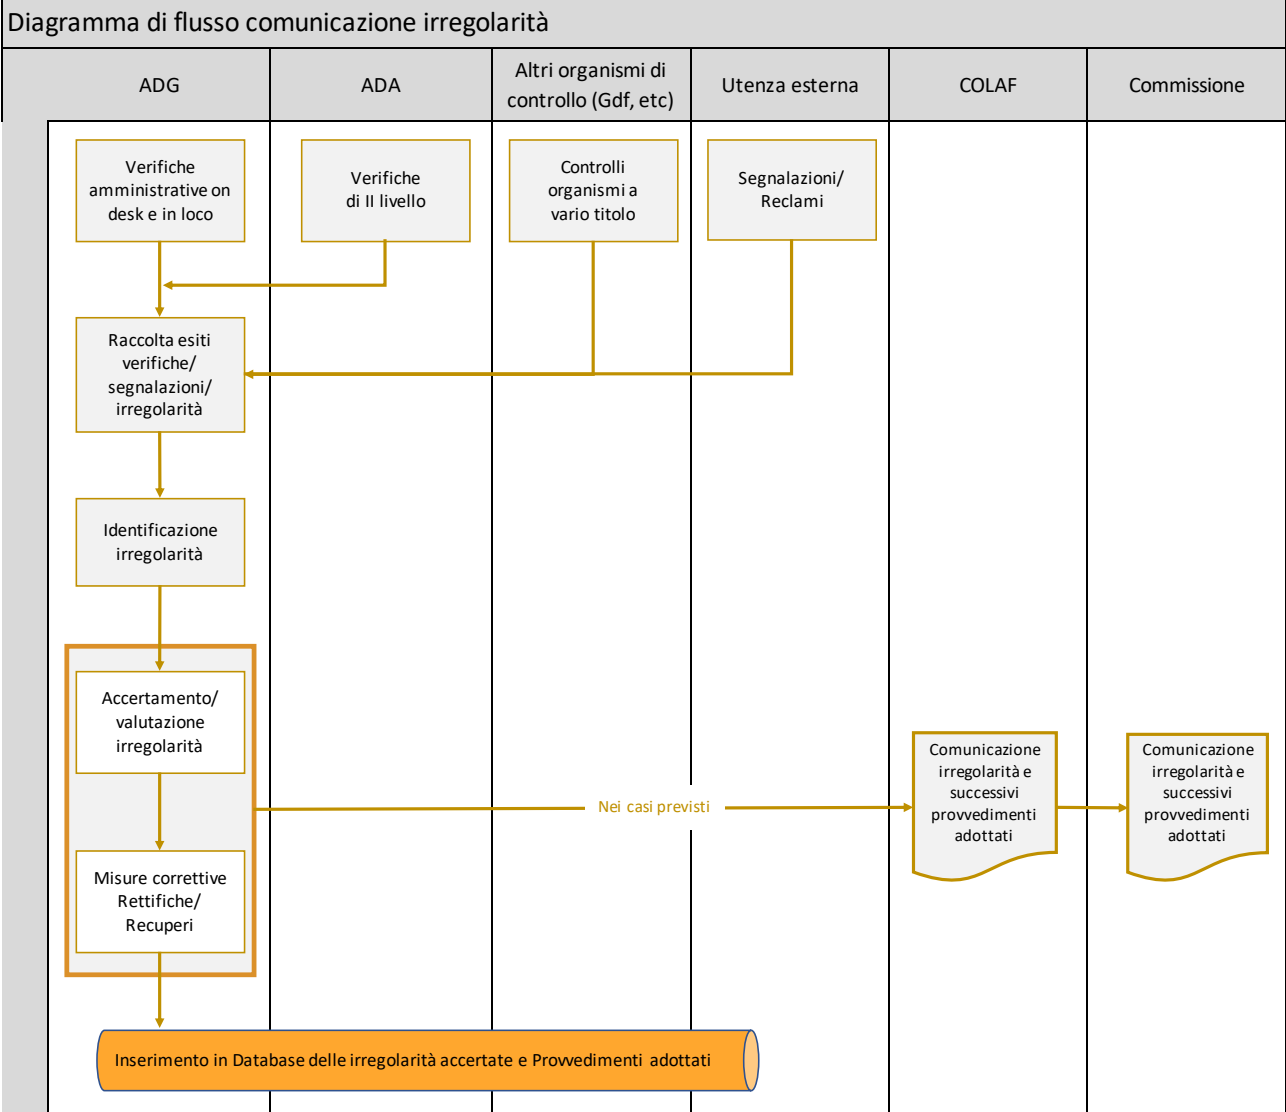 Diagramma di flusso comunicazione irregolarità
ADG
ADA
Altri organismi di
controllo (Gdf, etc)
Utenza esterna
COLAF
Commissione
Verifiche
amministrative on
desk e in loco
Verifiche
di II livello
Controlli
organismi a
vario titolo
Segnalazioni/
Reclami
Raccolta esiti
verifiche/
segnalazioni/
irregolarità
Identificazione
irregolarità
Accertamento/
valutazione
irregolarità
Nei casi previsti
Comunicazione
irregolarità e
successivi
provvedimenti
adottati
Comunicazione
irregolarità e
successivi
provvedimenti
adottati
Misure correttive
Rettifiche/
Recuperi
Inserimento in Database delle irregolarità accertate e Provvedimenti adottati